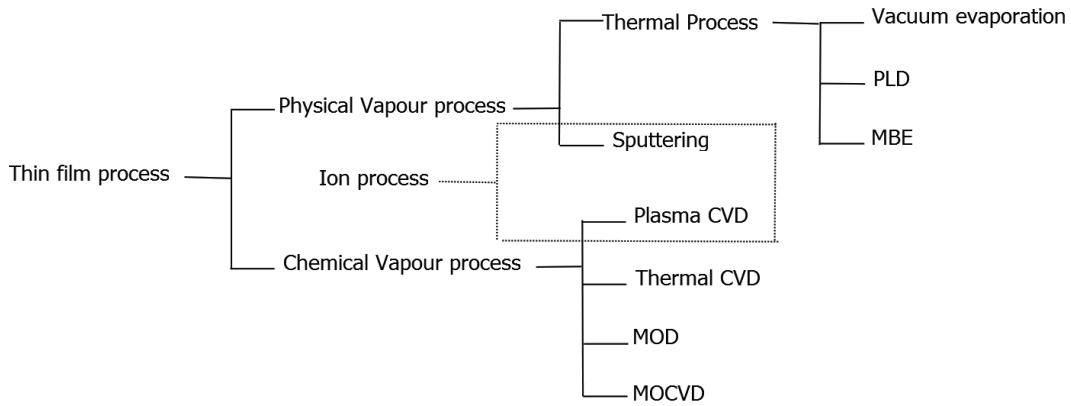 Vacuum evaporation
Thermal Process
PLD
Physical Vapour process
MBE
Sputtering
Thin film process
Ion process
Plasma CVD
Chemical Vapour process
Thermal CVD
MOD
MOCVD